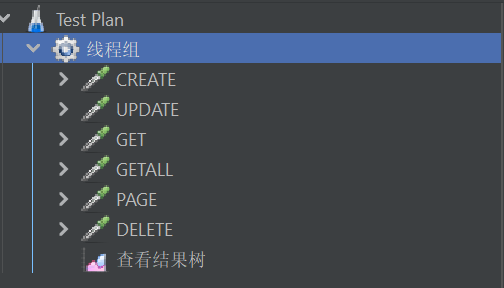 Test Plan
线程组
CREATE
UPDATE
GET
GETALL
PAGE
DELETE
查看结果树